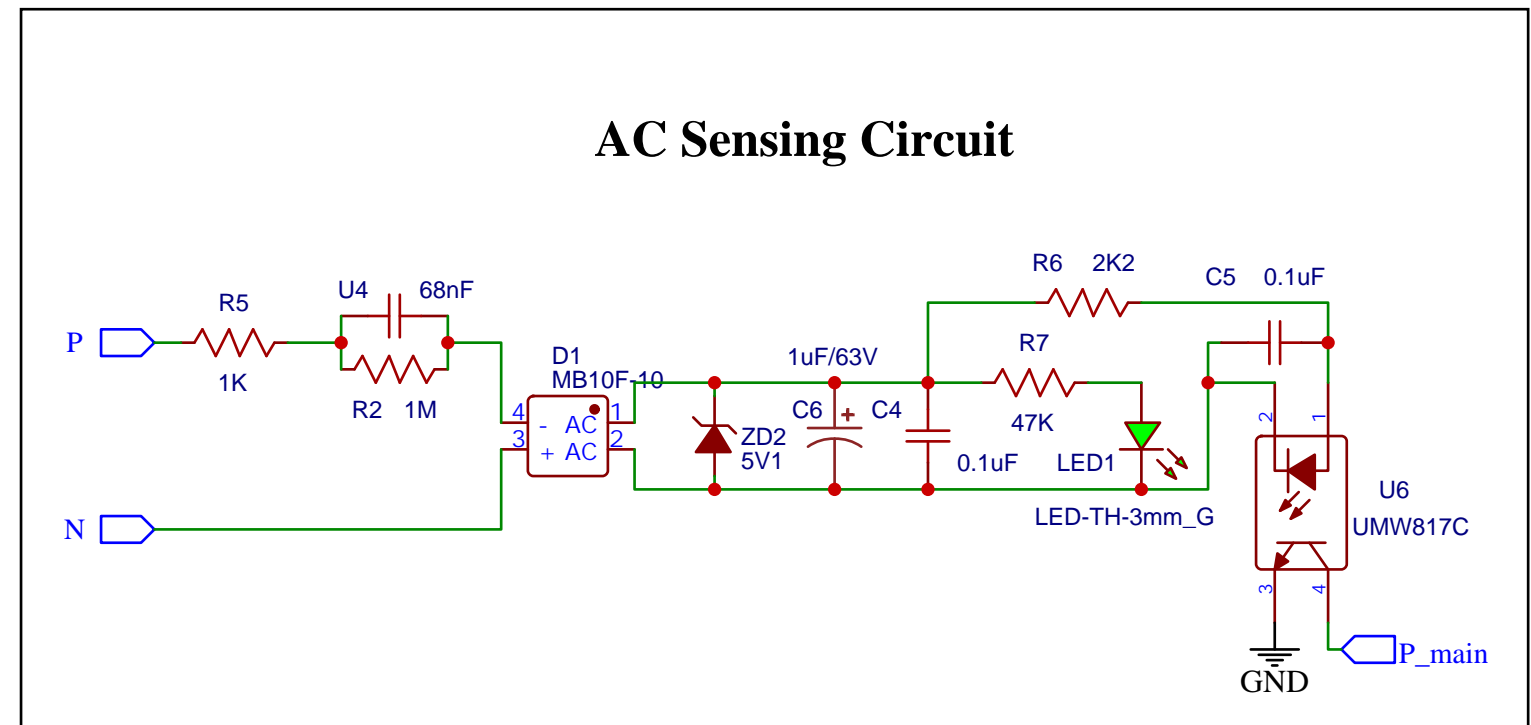 AC Sensing Circuit
R6 2K2
C5 0.1uF
U4 68nF
R5
P
1K
R2 1M
D1
MB10F-10
1uF/63V
R7
4 - AC 1
3 + AC 2
C6 + C4
47K
ZD2
5V1
0.1uF
LED1
2 1
U6
UMW817C
LED-TH-3mm_G
N
3 4
P_main
GND